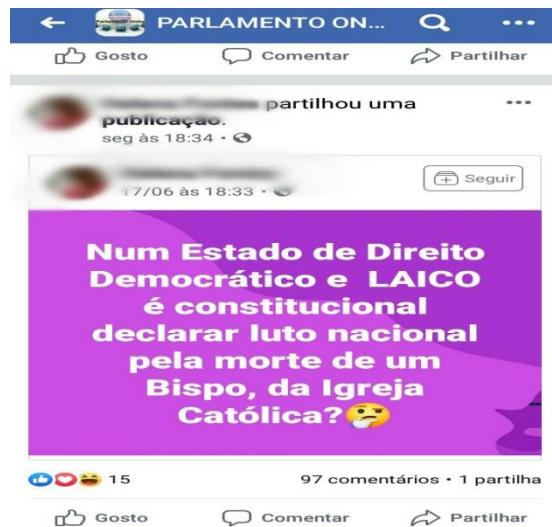 PARLAMENTO ON...
Gosto Comentar Partilhar
partilhou uma
publicação.
seg às 18:34
17/06 às 18:33
Seguir
Num Estado de Direito
Democrático e LAICO
é constitucional
declarar luto nacional
pela morte de um
Bispo, da Igreja
Católica?🤔
15 97 comentários • 1 partilha
Gosto Comentar Partilhar